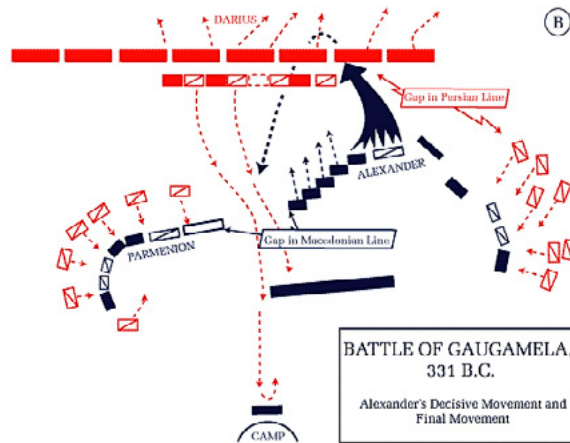 DARIUS
B
Gap in Persian Line
ALEXANDER
PARMENION
Gap in Macedonian Line
BATTLE OF GAUGAMELA,
331 B.C.
Alexander's Decisive Movement and
Final Movement
CAMP